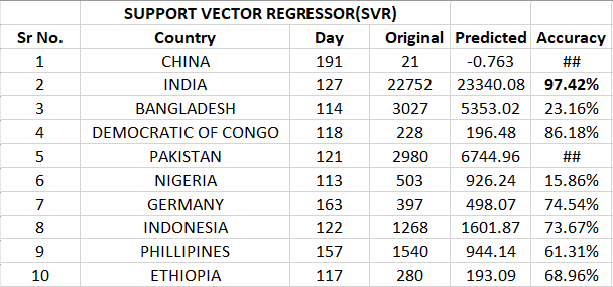 SUPPORT VECTOR REGRESSOR(SVR)
Sr No. Country Day Original Predicted Accuracy
1 CHINA 191 21 -0.763 ##
2 INDIA 127 22752 23340.08 97.42%
3 BANGLADESH 114 3027 5353.02 23.16%
4 DEMOCRATIC OF CONGO 118 228 196.48 86.18%
5 PAKISTAN 121 2980 6744.96 ##
6 NIGERIA 113 503 926.24 15.86%
7 GERMANY 163 397 498.07 74.54%
8 INDONESIA 122 1268 1601.87 73.67%
9 PHILLIPINES 157 1540 944.14 61.31%
10 ETHIOPIA 117 280 193.09 68.96%